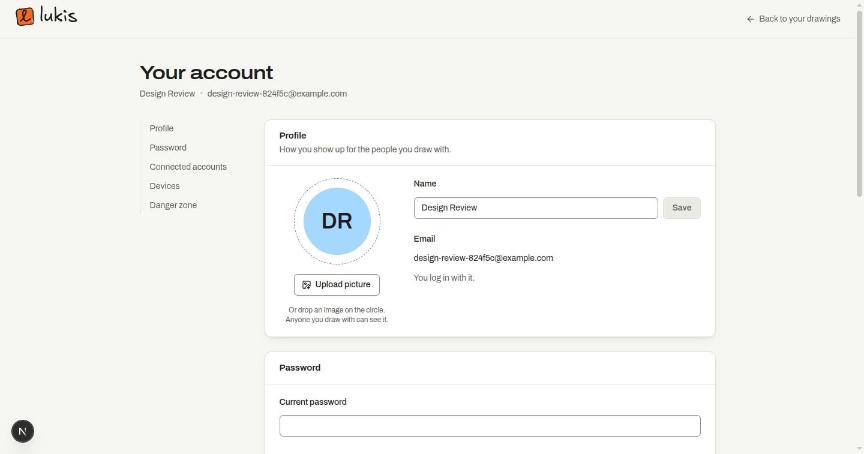 lukis
Back to your drawings
Your account
Design Review · design-review-824f5c@example.com
Profile
Password
Connected accounts
Devices
Danger zone
Profile
How you show up for the people you draw with.
DR
Upload picture
Or drop an image on the circle.
Anyone you draw with can see it.
Name
Design Review
Save
Email
design-review-824f5c@example.com
You log in with it.
Password
Current password
N